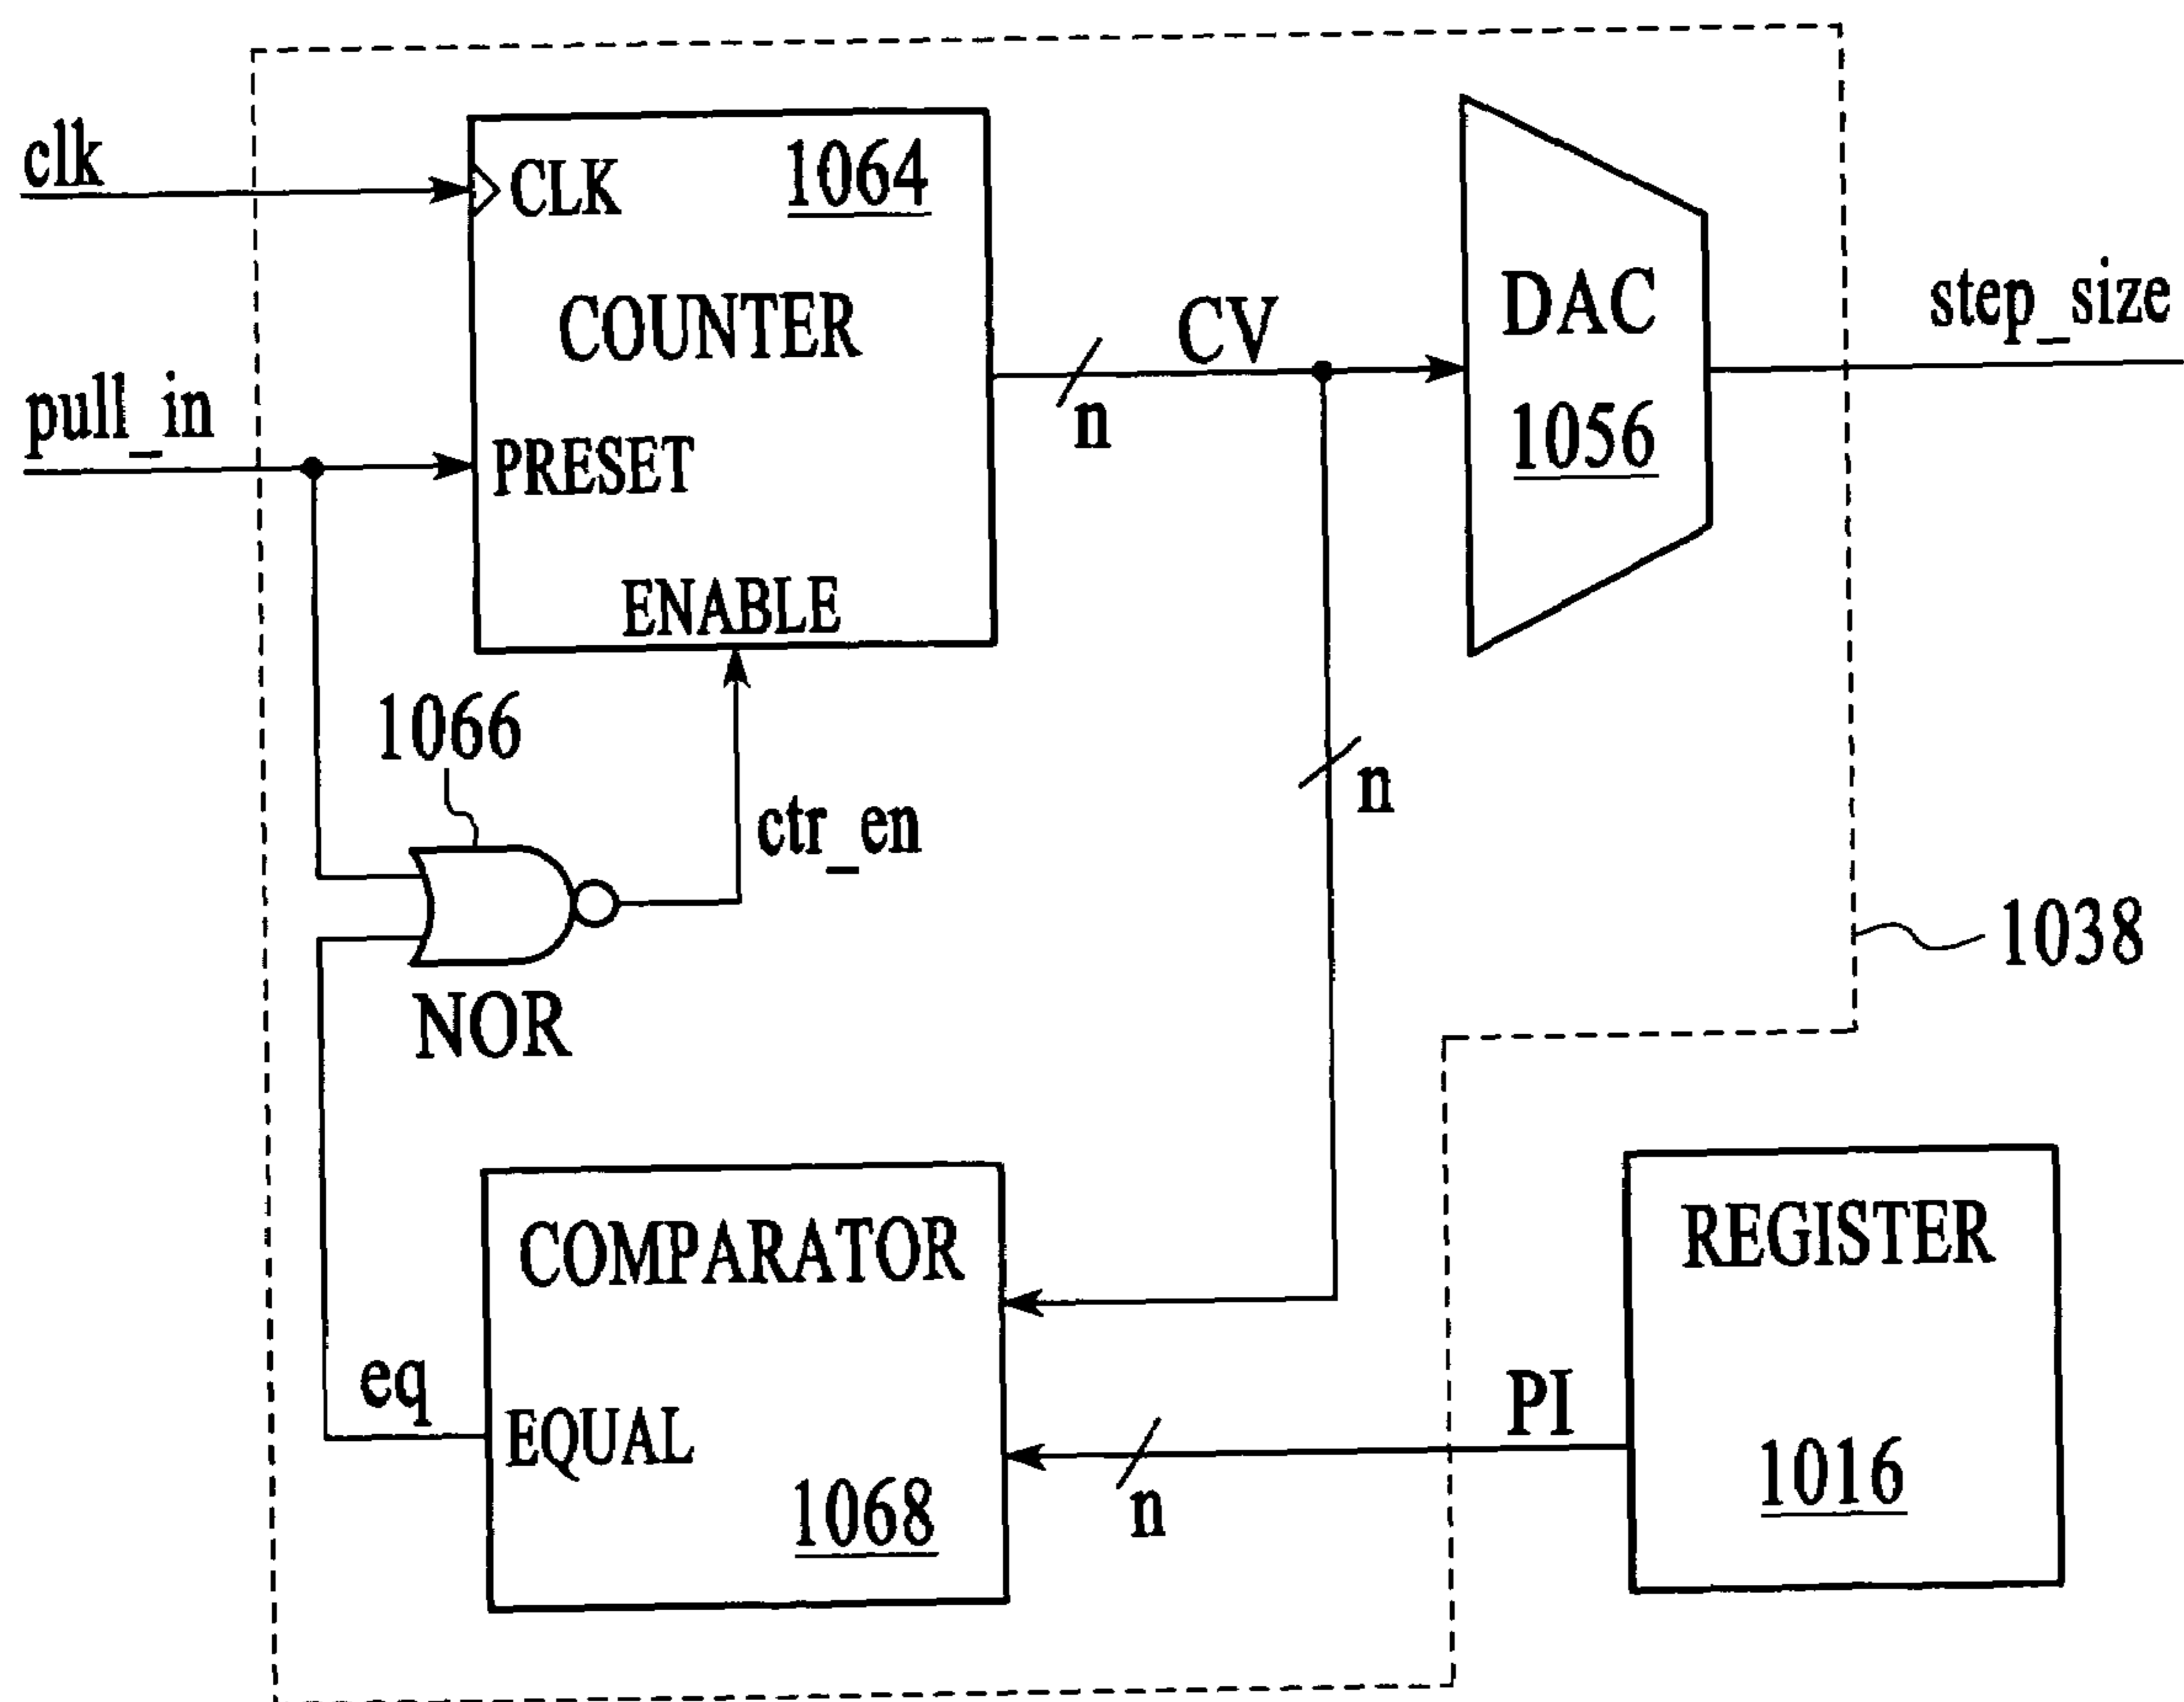 clk
CLK
1064
COUNTER
PRESET
ENABLE
pull_in
CV
n
DAC
1056
step_size
1066
ctr_en
NOR
n
1038
COMPARATOR
EQUAL
1068
eq
n
PI
REGISTER
1016